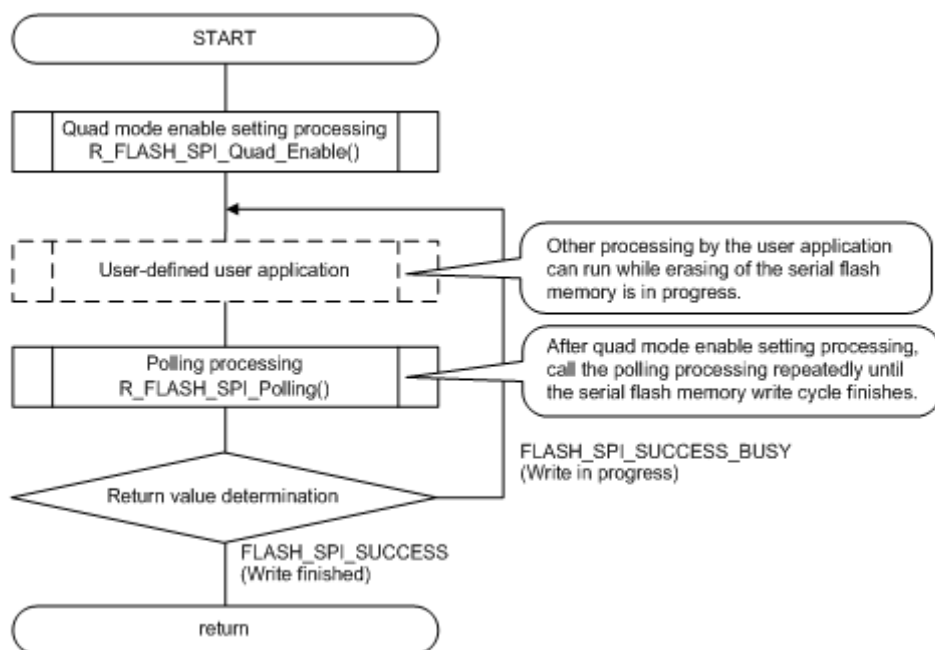 START
Quad mode enable setting processing
R_FLASH_SPI_Quad_Enable()
User-defined user application
Other processing by the user application
can run while erasing of the serial flash
memory is in progress.
Polling processing
R_FLASH_SPI_Polling()
After quad mode enable setting processing,
call the polling processing repeatedly until
the serial flash memory write cycle finishes.
FLASH_SPI_SUCCESS_BUSY
(Write in progress)
Return value determination
FLASH_SPI_SUCCESS
(Write finished)
return